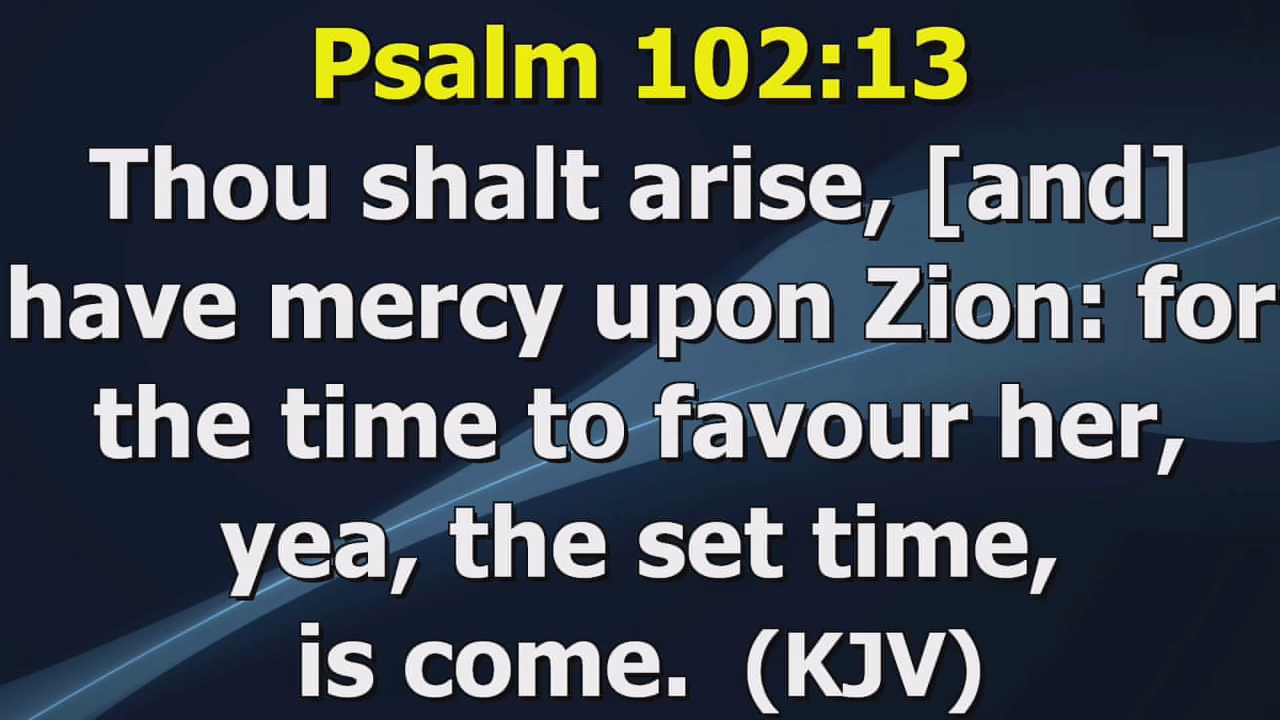 Psalm 102:13
Thou shalt arise, [and]
have mercy upon Zion: for
the time to favour her,
yea, the set time,
is come.  (KJV)